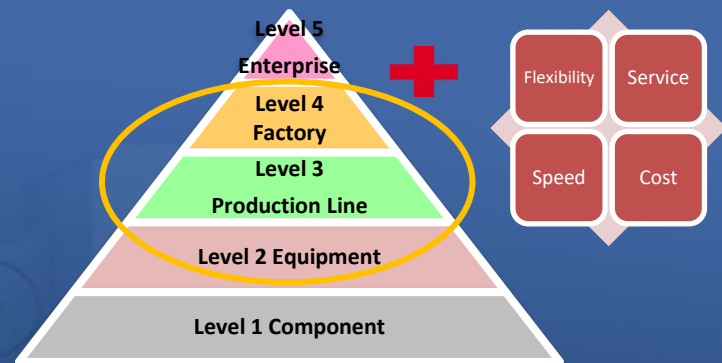 Level 5
Enterprise
Level 4
Factory
Level 3
Production Line
Level 2 Equipment
Level 1 Component
Flexibility
Service
Speed
Cost